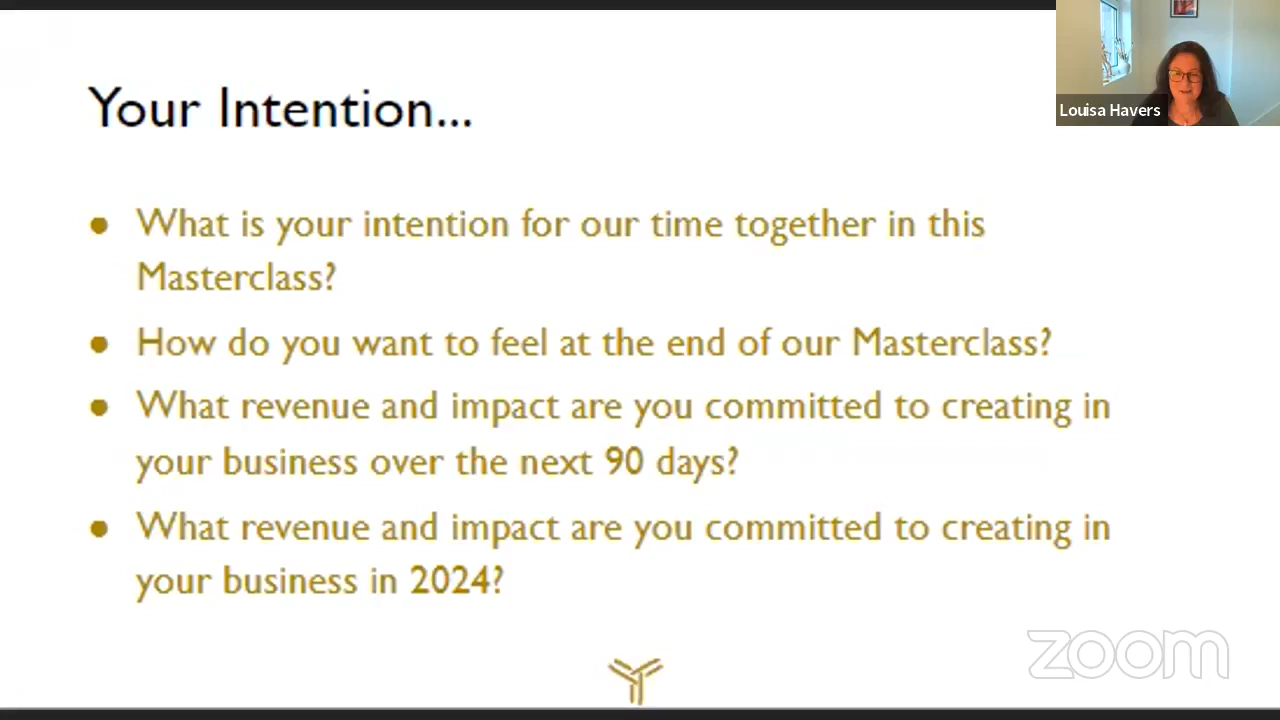 Your Intention...
Louisa Havers
● What is your intention for our time together in this
Masterclass?
● How do you want to feel at the end of our Masterclass?
● What revenue and impact are you committed to creating in
your business over the next 90 days?
● What revenue and impact are you committed to creating in
your business in 2024?
zoom